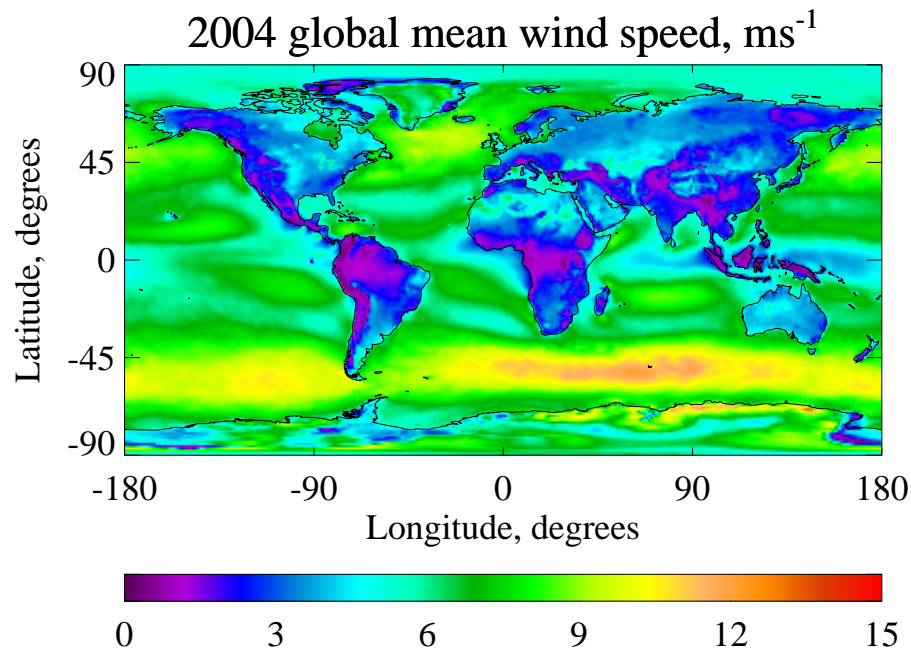 2004 global mean wind speed, ms⁻¹
90
45
0
-45
-90
Latitude, degrees
-180 -90 0 90 180
Longitude, degrees
0 3 6 9 12 15